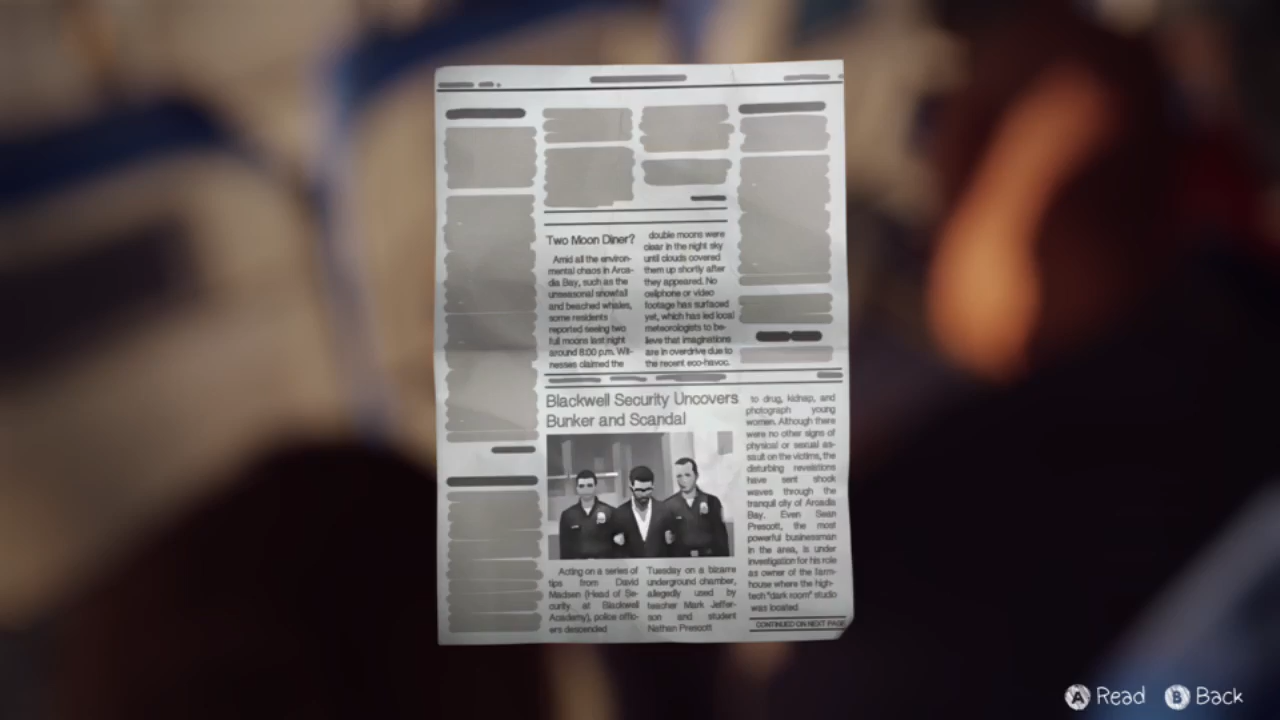 Two Moon Diner?
Amid all the environ-
mental chaos in Arca-
dia Bay, such as the
unseasonal snowfall
and beached whales,
some residents
reported seeing two
full moons last night
around 8:00 p.m. Wit-
nesses claimed the
double moons were
clear in the night sky
until clouds covered
them up shortly after
they appeared. No
cellphone or video
footage has surfaced
yet, which has led local
meteorologists to be-
lieve that imaginations
are in overdrive due to
the recent eco-havoc.
Blackwell Security Uncovers
Bunker and Scandal
Acting on a series of
tips from David
Madsen (Head of Se-
curity at Blackwell
Academy), police offic-
ers descended
Tuesday on a bizarre
underground chamber,
allegedly used by
teacher Mark Jeffer-
son and student
Nathan Prescott
to drug, kidnap, and
photograph young
women. Although there
were no other signs of
physical or sexual as-
sault on the victims, the
disturbing revelations
have sent shock
waves through the
tranquil city of Arcadia
Bay. Even Sean
Prescott, the most
powerful businessman
in the area, is under
investigation for his role
as owner of the farm-
house where the high-
tech "dark room" studio
was located
CONTINUED ON NEXT PAGE
A Read B Back